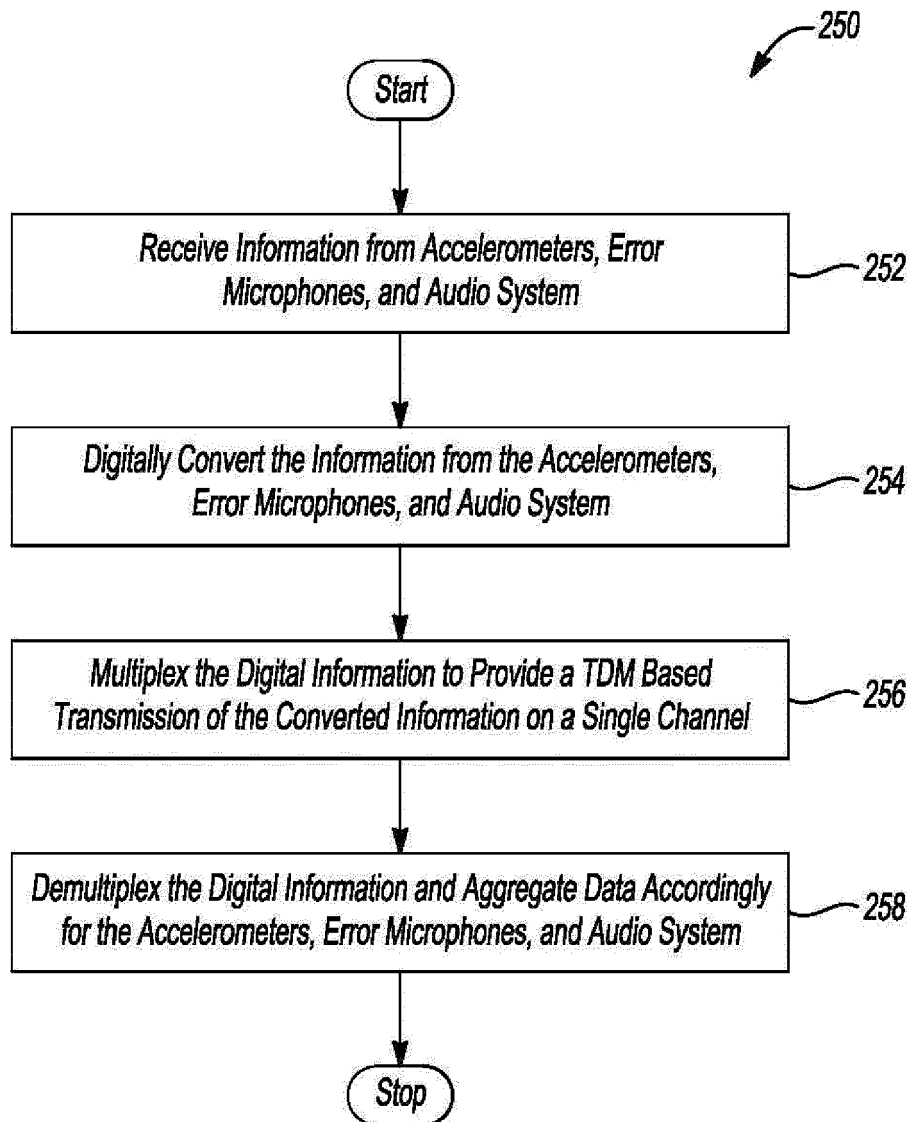 250
Start
Receive Information from Accelerometers, Error
Microphones, and Audio System
252
Digitally Convert the Information from the Accelerometers,
Error Microphones, and Audio System
254
Multiplex the Digital Information to Provide a TDM Based
Transmission of the Converted Information on a Single Channel
256
Demultiplex the Digital Information and Aggregate Data Accordingly
for the Accelerometers, Error Microphones, and Audio System
258
Stop